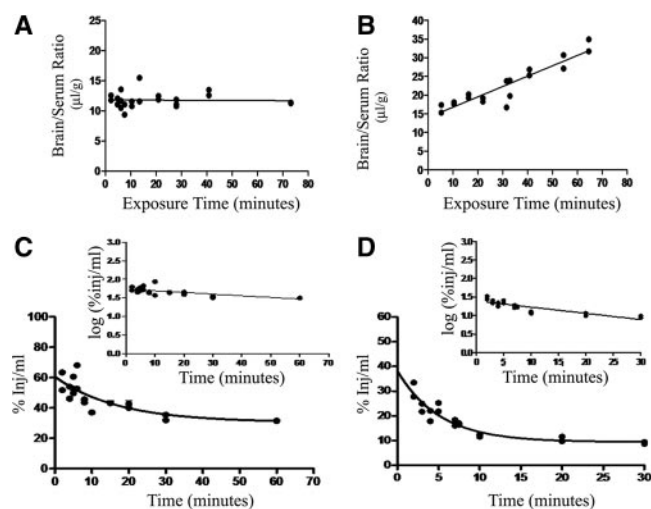 A
B
Brain/Serum Ratio
(µl/g)
25
20
15
10
5
0
0 10 20 30 40 50 60 70 80
Exposure Time (minutes)
Brain/Serum Ratio
(µl/g)
40
35
30
25
20
15
10
5
0
0 10 20 30 40 50 60 70 80
Exposure Time (minutes)
C
D
log (%inj/ml)
3.0
2.5
2.0
1.5
1.0
0.5
0.0
0 10 20 30 40 50 60 70
Time (minutes)
% Inj/ml
100
80
60
40
20
0
0 10 20 30 40 50 60 70
Time (minutes)
log (%inj/ml)
3.0
2.5
2.0
1.5
1.0
0.5
0.0
0 5 10 15 20 25 30
Time (minutes)
% Inj/ml
60
40
20
0
0 5 10 15 20 25 30
Time (minutes)